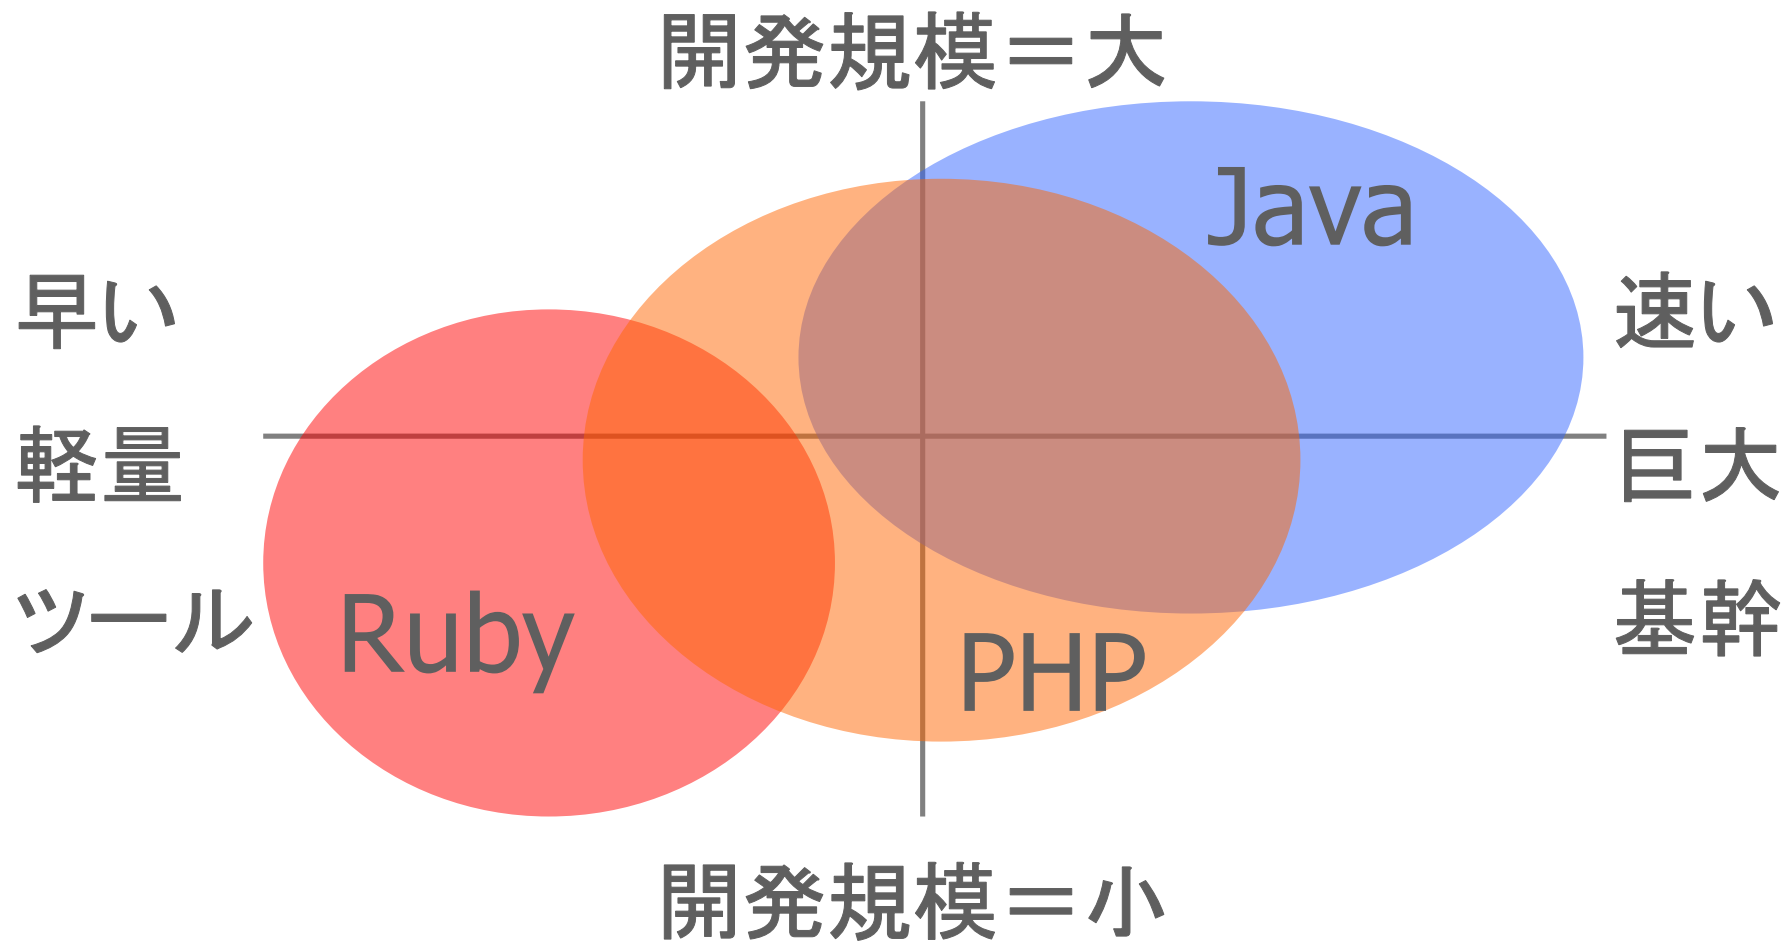 開発規模＝大
Java
早い
速い
軽量
巨大
ツール
基幹
Ruby
PHP
開発規模＝小